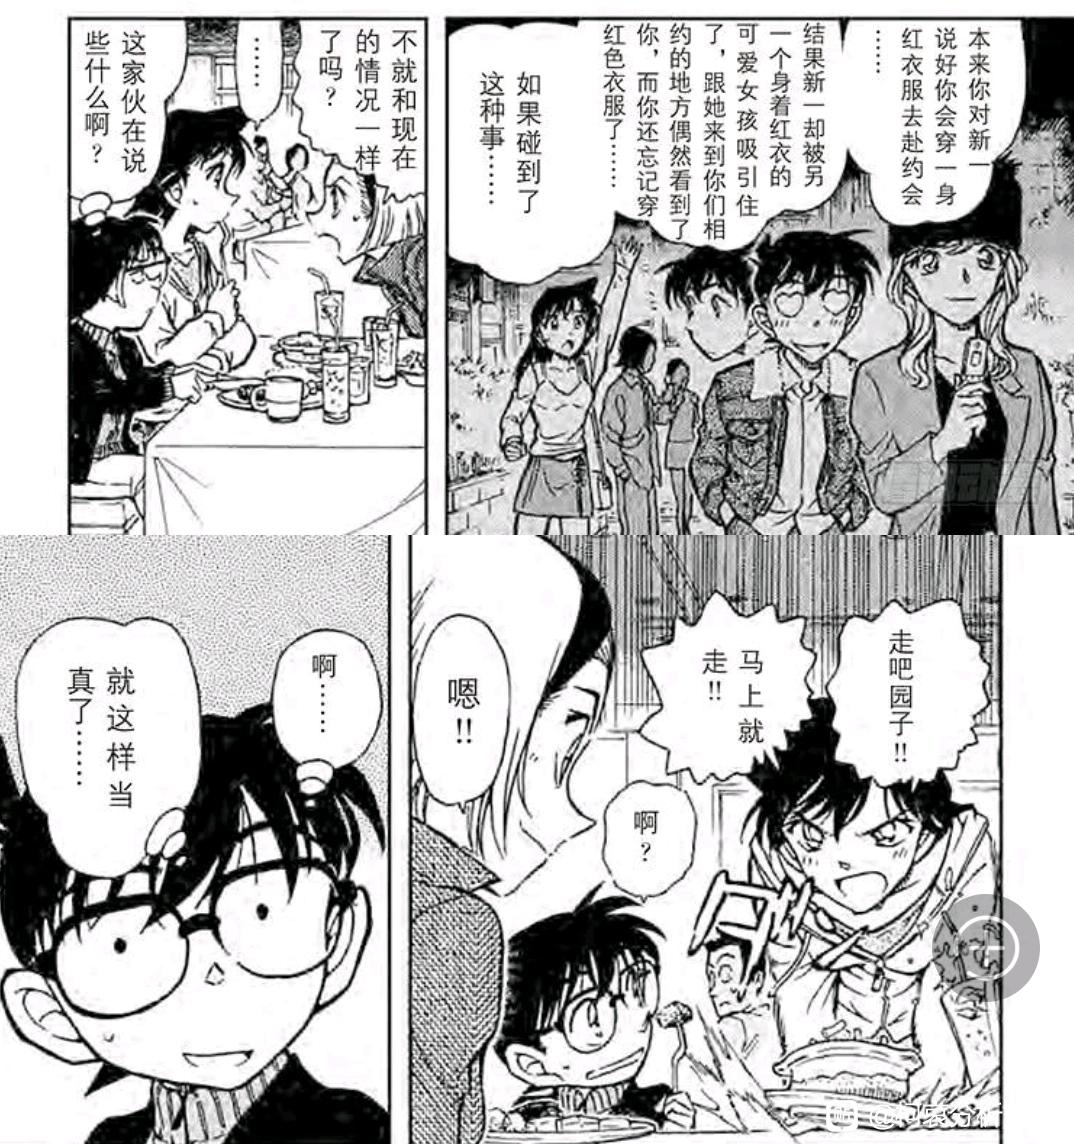 本来你对新一
说好你会穿一身
红衣服去赴约会
……
结果新一却被另
一个身着红衣的
可爱女孩吸引住
了，跟她来到你们相
约的地方偶然看到了
你，而你还忘记穿
红色衣服了……
如果碰到了
这种事……
不就和现在
的情况一样
了吗？
……
这家伙在说
些什么啊？
走吧园子!!
马上就
走!!
啊？
嗯!!
啊……
就这样当
真了……